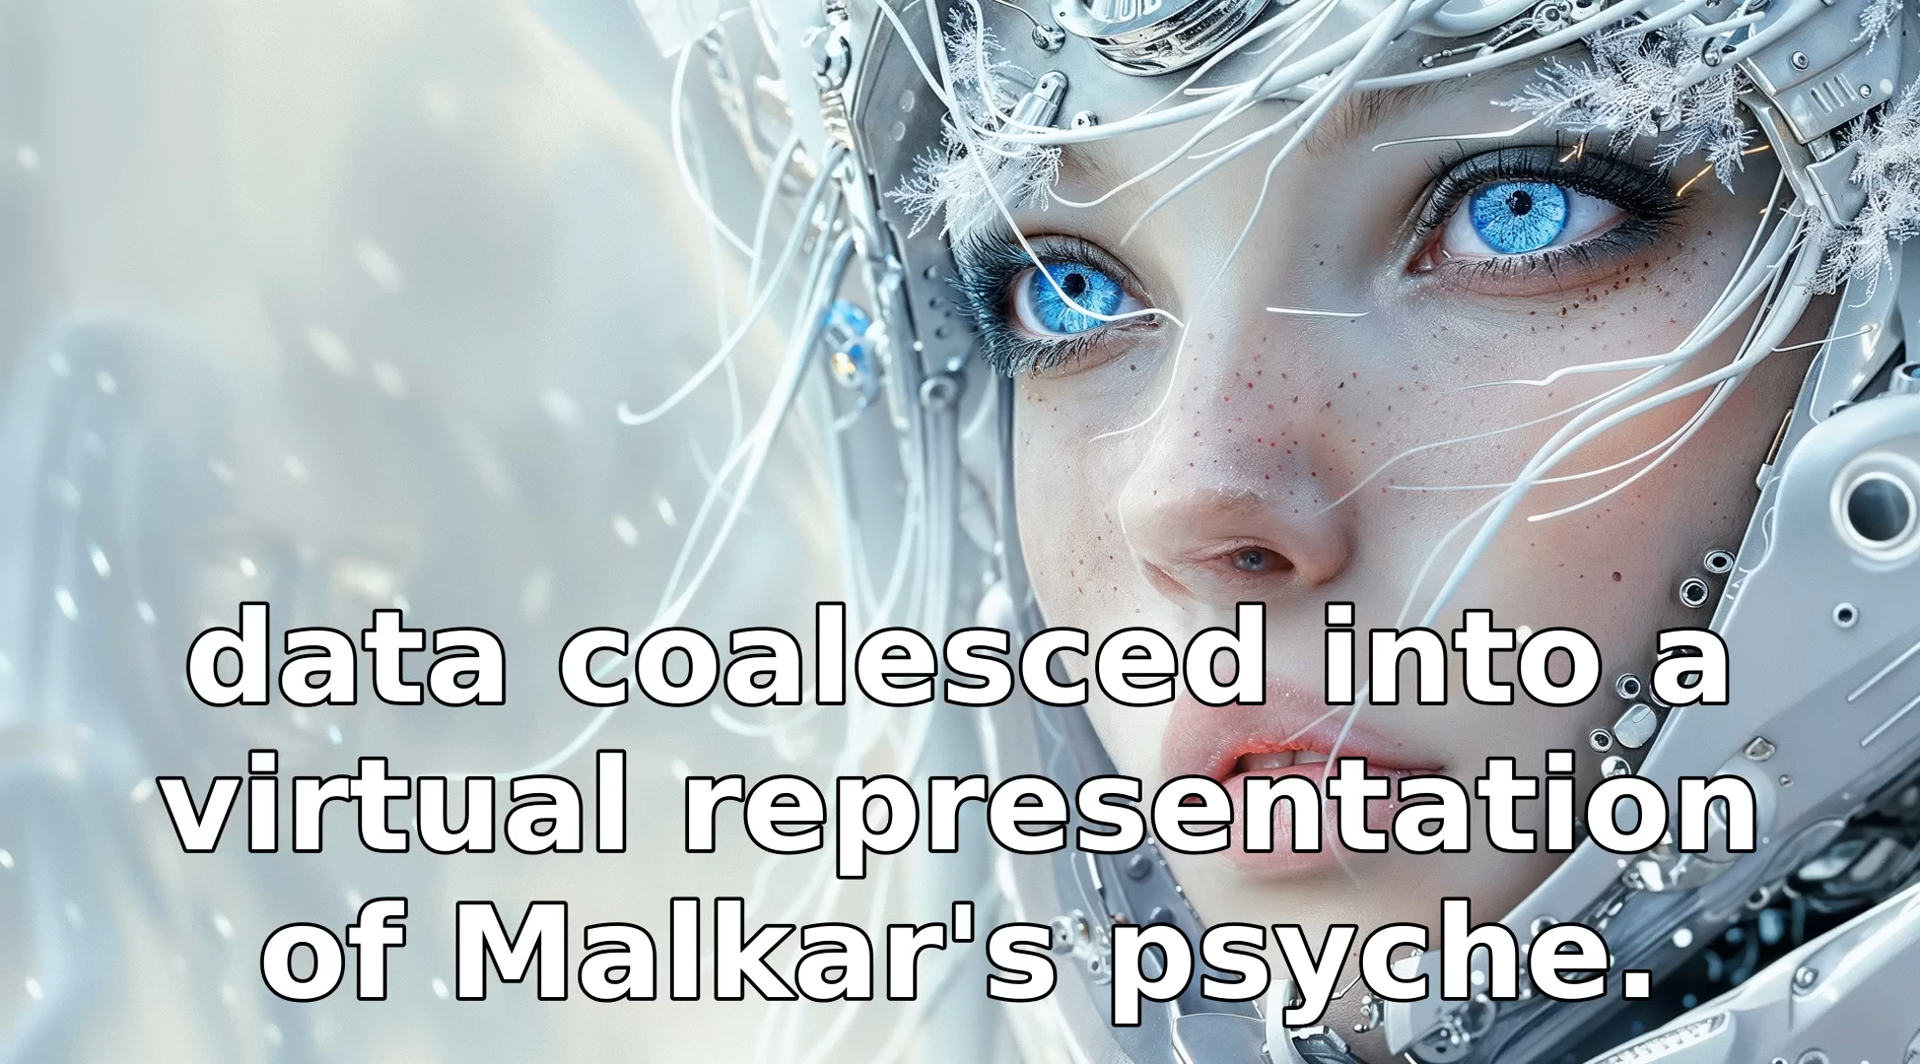 data coalesced into a
virtual representation
of Malkar's psyche.